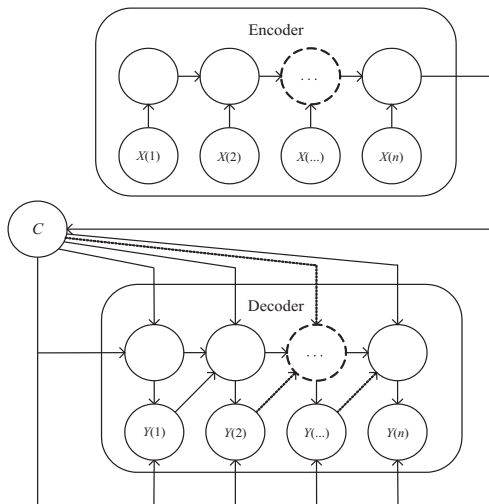 Encoder
...
X(1) X(2) X(...) X(n)
C
Decoder
...
Y(1) Y(2) Y(...) Y(n)